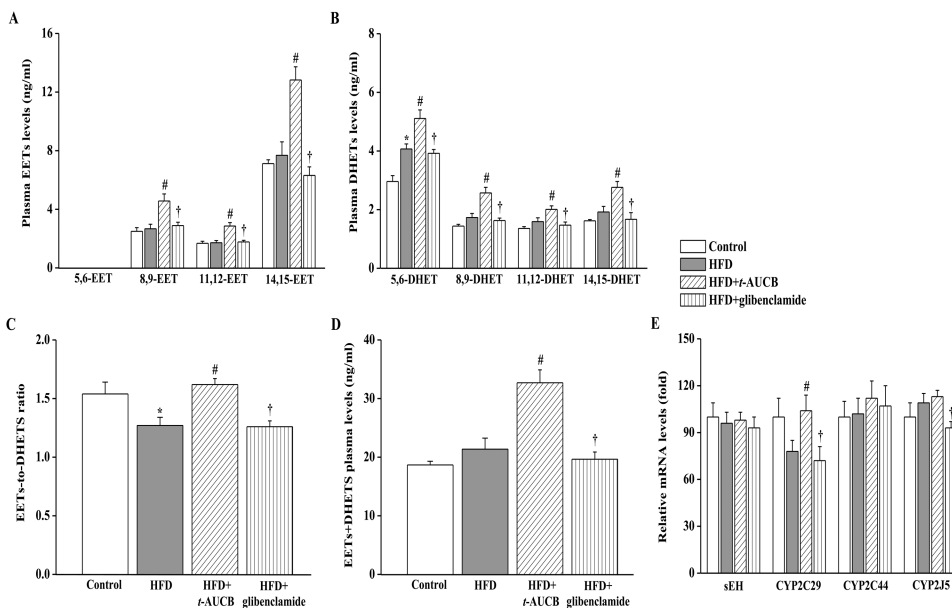 A
B
16
12
8
4
0
Plasma EETs levels (ng/ml)
#
#
#
†
†
†
5,6-EET 8,9-EET 11,12-EET 14,15-EET
8
6
4
2
0
Plasma DHETs levels (ng/ml)
*
#
†
#
†
#
†
#
†
5,6-DHET 8,9-DHET 11,12-DHET 14,15-DHET
Control
HFD
HFD+t-AUCB
HFD+glibenclamide
C
D
E
2.0
1.5
1.0
0.5
0.0
EETs-to-DHETS ratio
*
#
†
Control HFD HFD+ HFD+
t-AUCB glibenclamide
40
30
20
10
0
EETs+DHETS plasma levels (ng/ml)
#
†
Control HFD HFD+ HFD+
t-AUCB glibenclamide
150
120
90
60
30
0
Relative mRNA levels (fold)
#
†
†
sEH CYP2C29 CYP2C44 CYP2J5